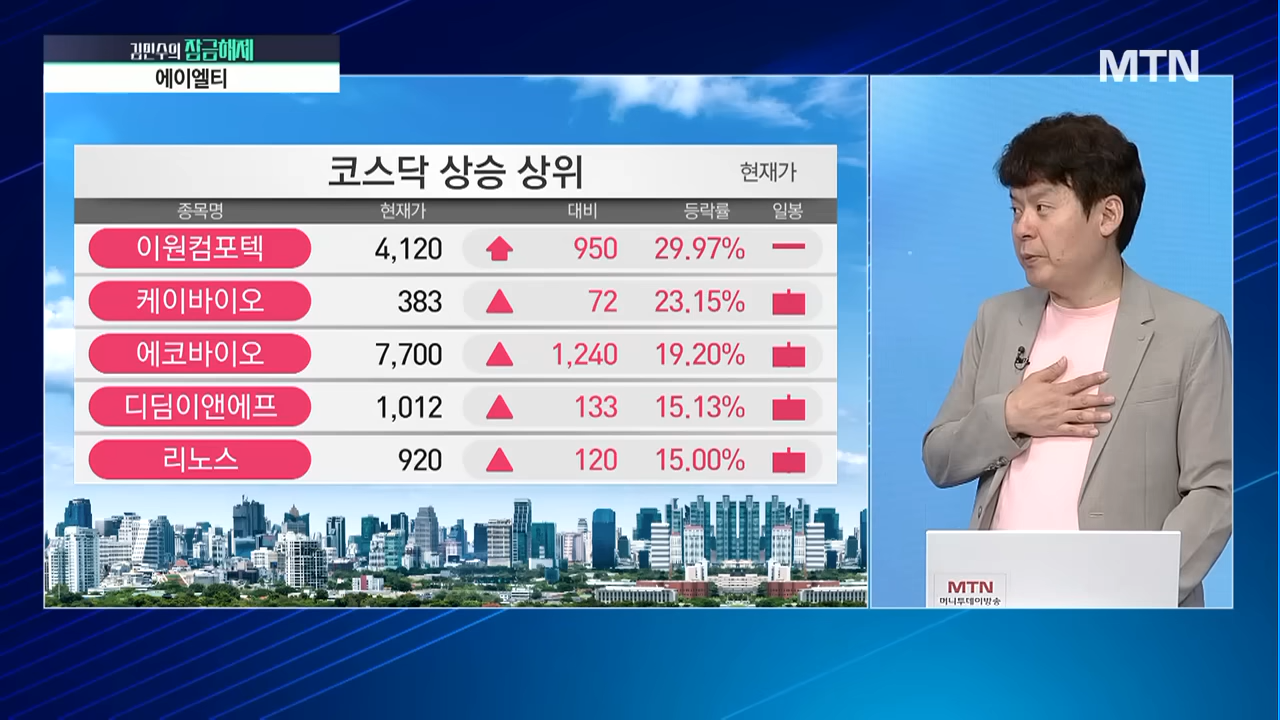 김민수의 잠금해제
에이엘티
MTN
코스닥 상승 상위 현재가
종목명 현재가 대비 등락률 일봉
이원컴포텍 4,120 950 29.97%
케이바이오 383 72 23.15%
에코바이오 7,700 1,240 19.20%
디딤이앤에프 1,012 133 15.13%
리노스 920 120 15.00%
MTN
머니투데이방송